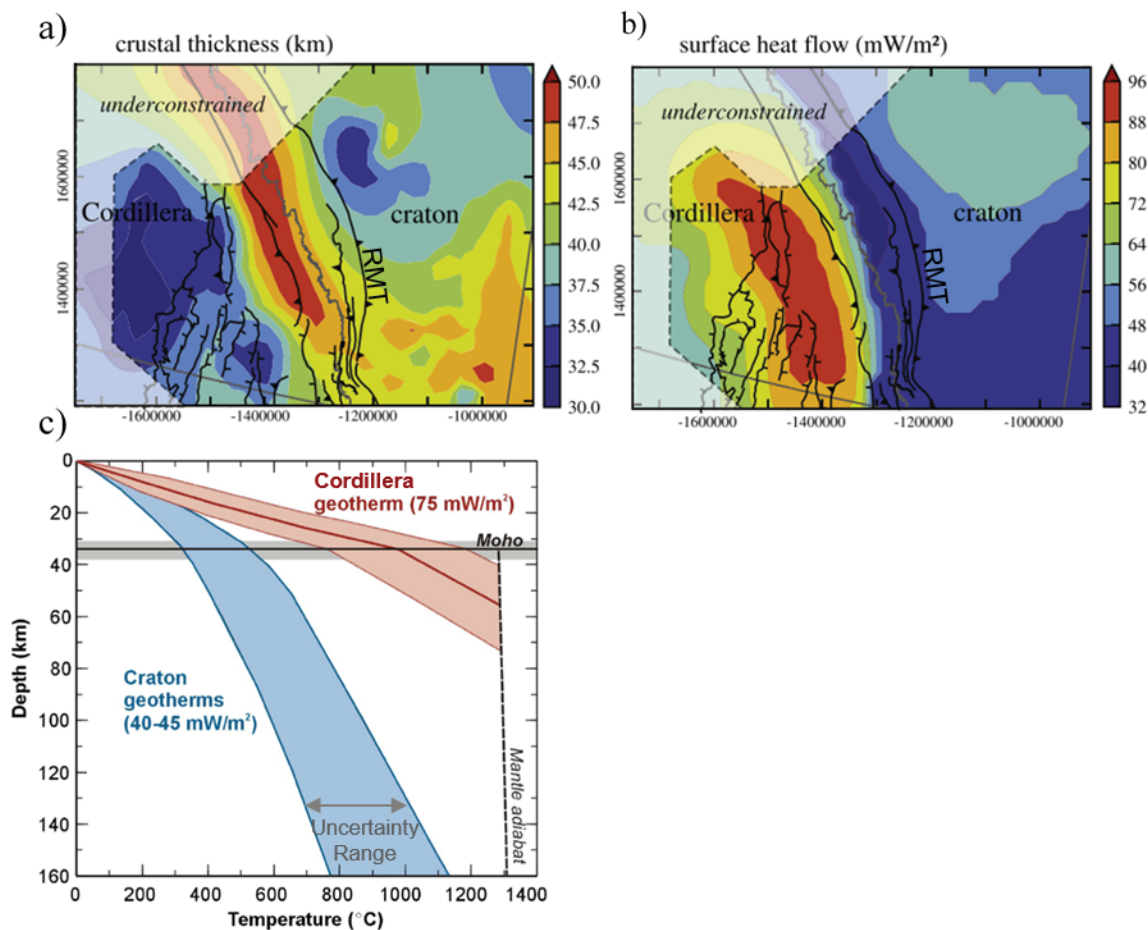 a)
crustal thickness (km)
underconstrained
Cordillera
craton
RMT
1600000
1400000
-1600000
-1400000
-1200000
-1000000
50.0
47.5
45.0
42.5
40.0
37.5
35.0
32.5
30.0
b)
surface heat flow (mW/m²)
underconstrained
Cordillera
craton
RMT
1600000
1400000
-1600000
-1400000
-1200000
-1000000
96
88
80
72
64
56
48
40
32
c)
0
20
40
60
80
100
120
140
160
Depth (km)
Cordillera
geotherm (75 mW/m²)
Moho
Craton
geotherms
(40-45 mW/m²)
Uncertainty
Range
Mantle adiabat
0
200
400
600
800
1000
1200
1400
Temperature (°C)